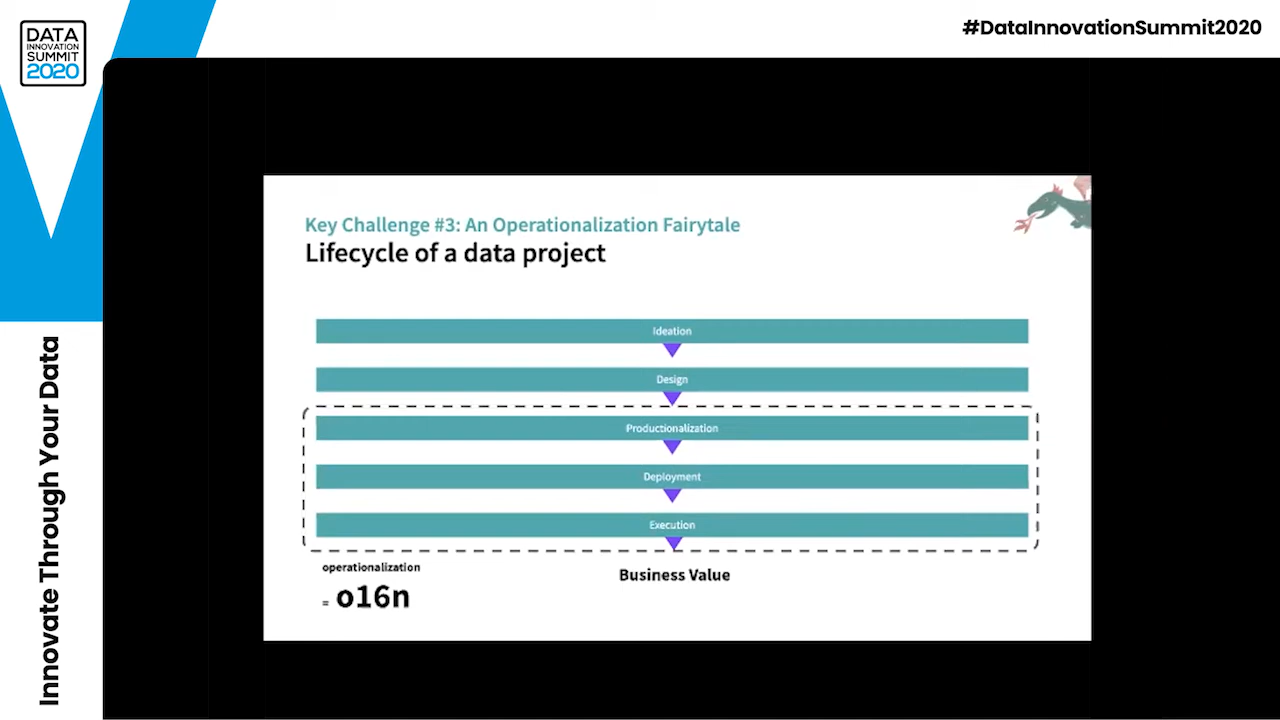 DATA
INNOVATION
SUMMIT
2020
#DataInnovationSummit2020
Innovate Through Your Data
Key Challenge #3: An Operationalization Fairytale
Lifecycle of a data project
Ideation
Design
Productionalization
Deployment
Execution
operationalization
= o16n
Business Value